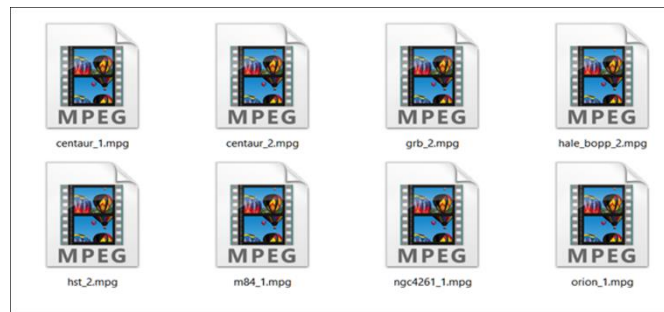 MPEG MPEG MPEG MPEG
centaur_1.mpg centaur_2.mpg grb_2.mpg hale_bopp_2.mpg
MPEG MPEG MPEG MPEG
hst_2.mpg m84_1.mpg ngc4261_1.mpg orion_1.mpg